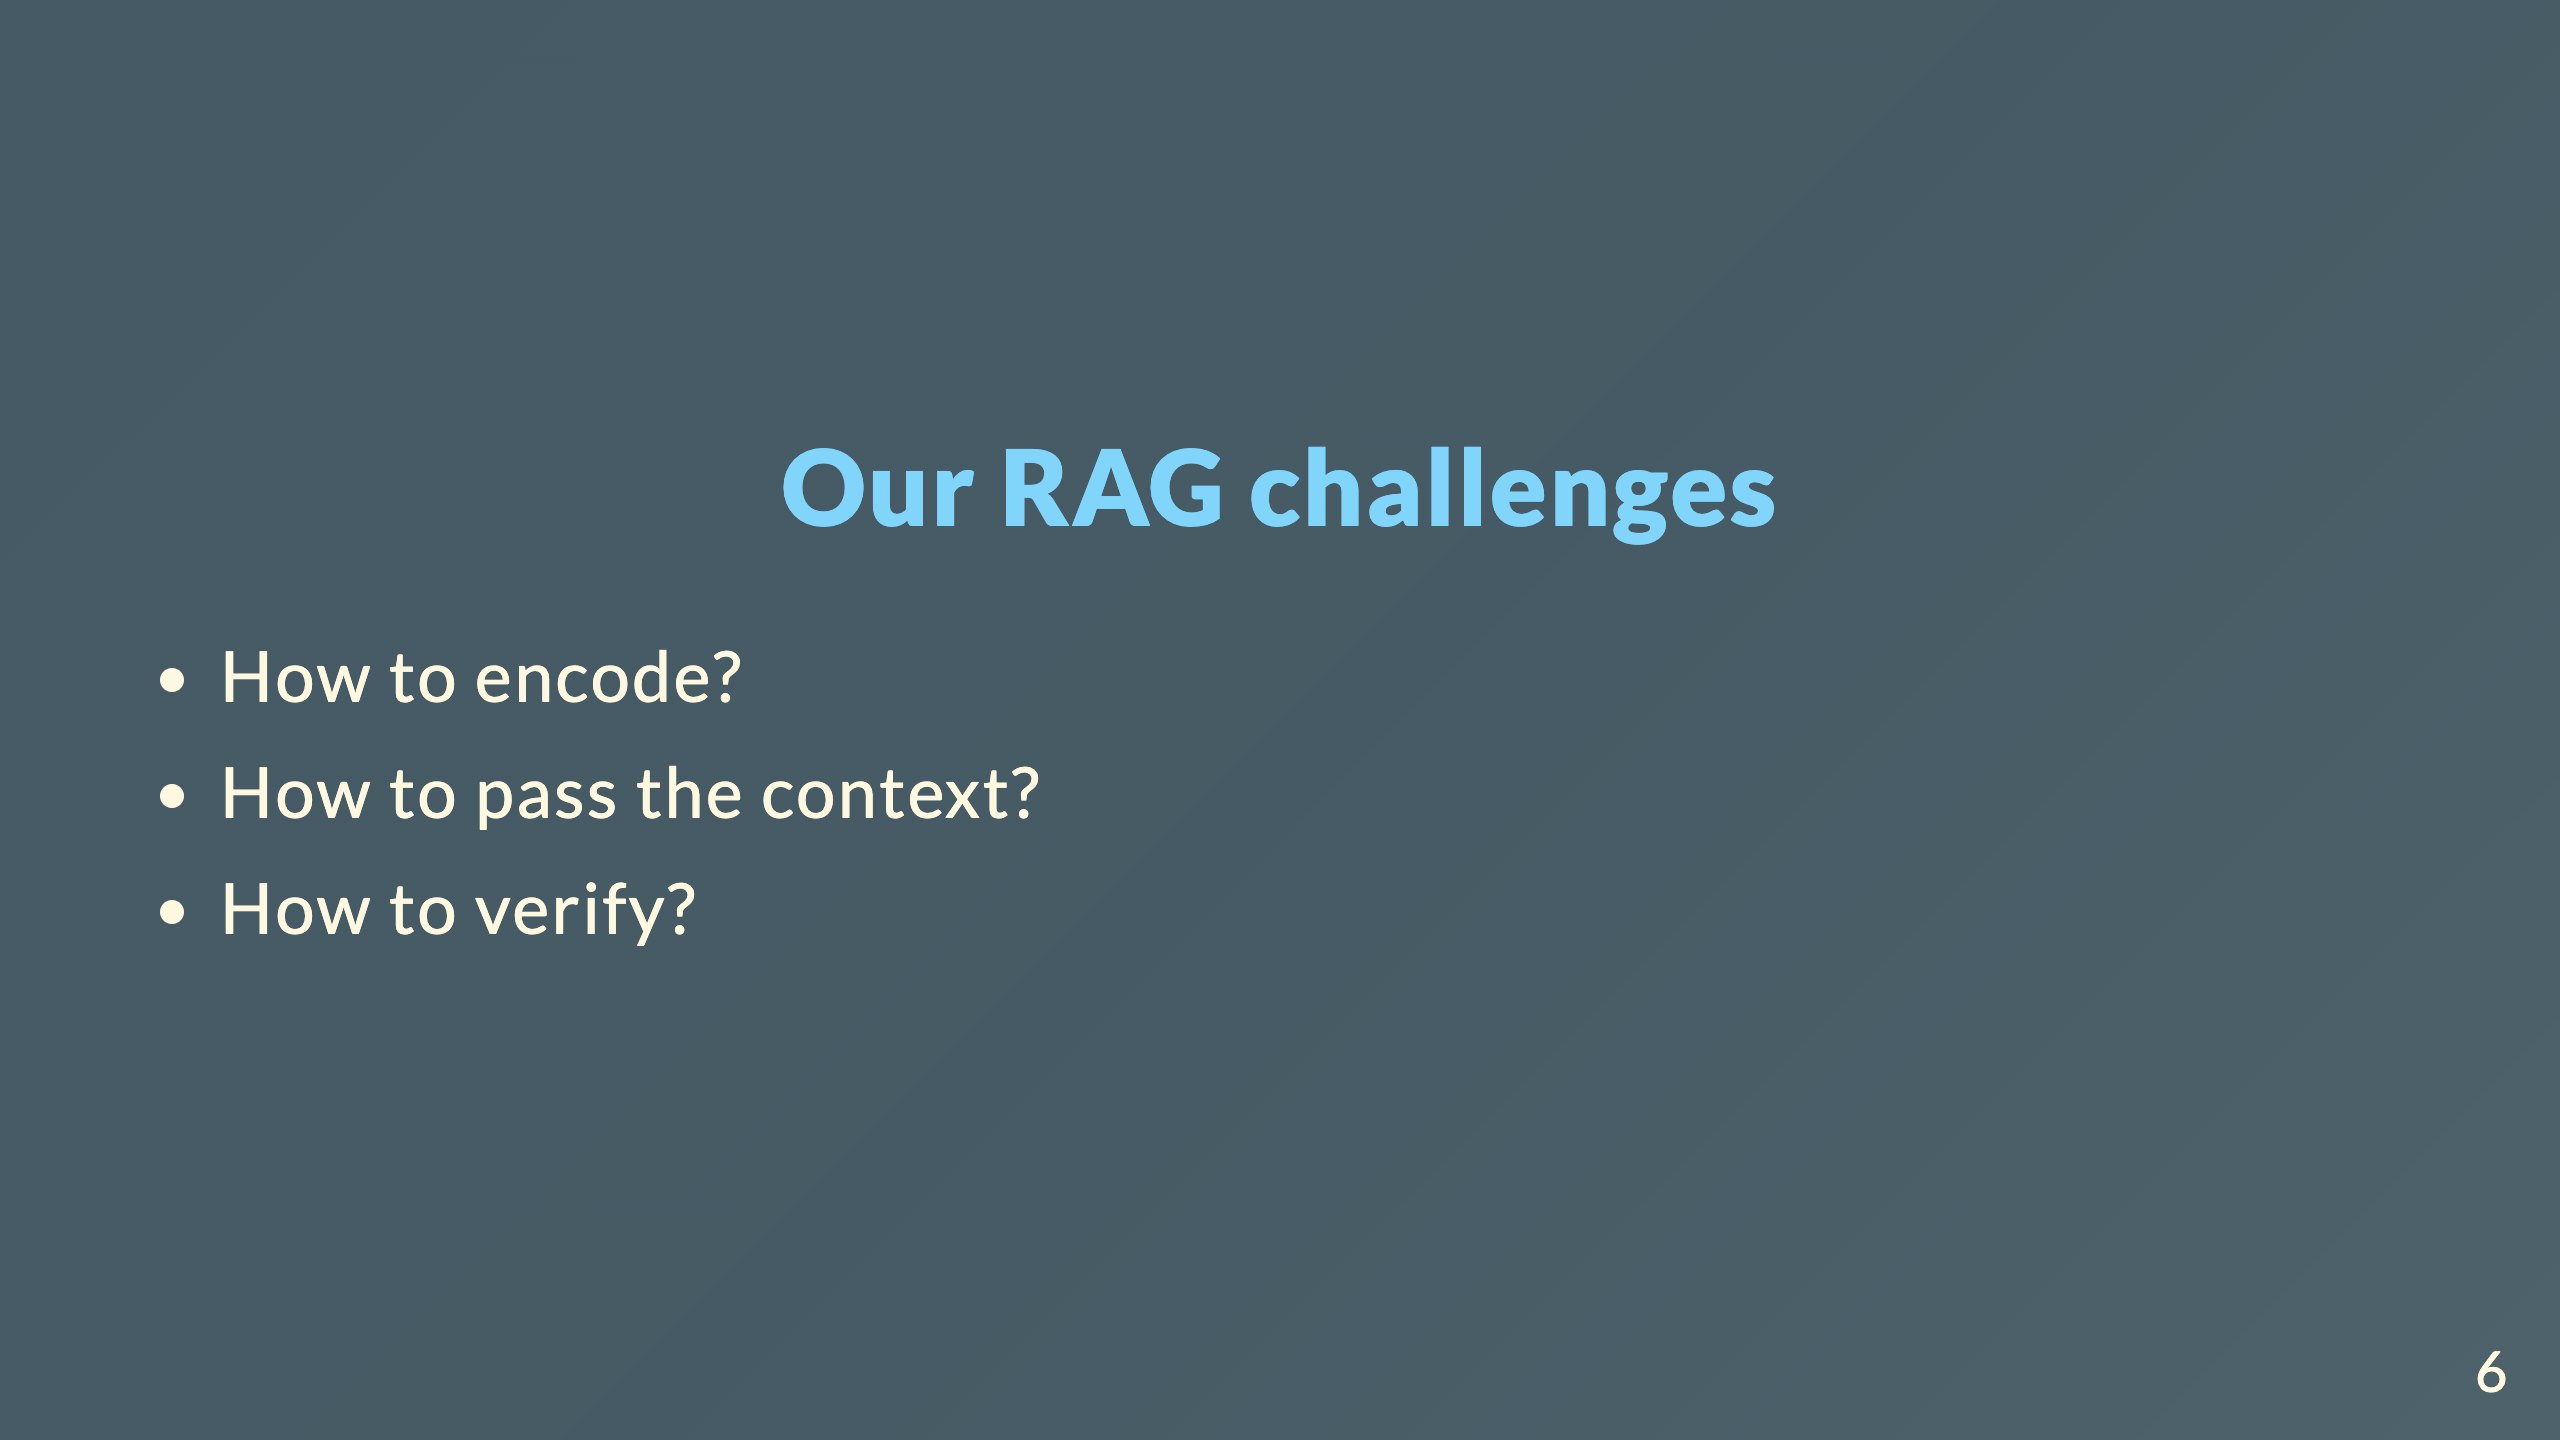 Our RAG challenges
• How to encode?
• How to pass the context?
• How to verify?
6